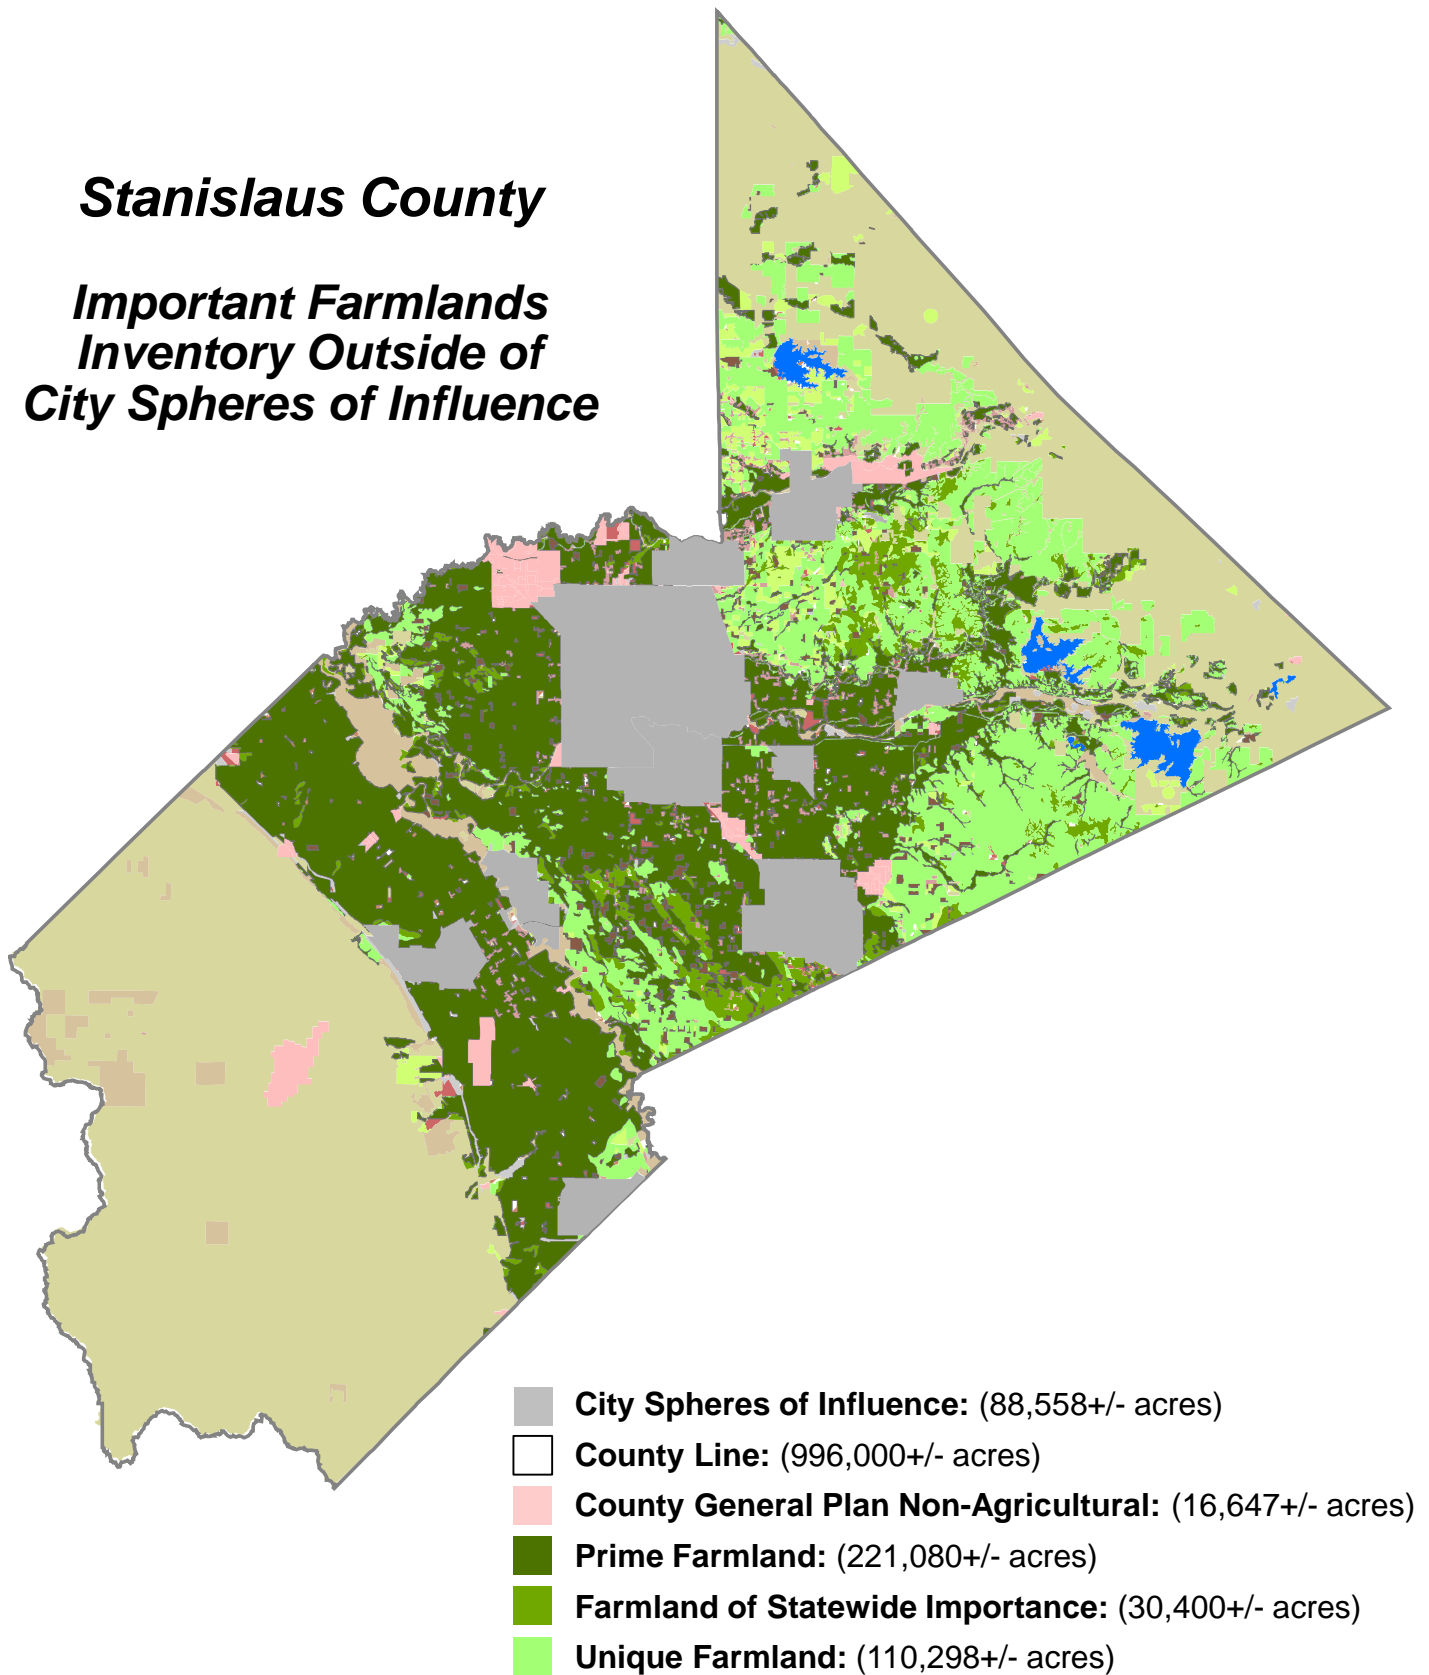 Stanislaus County
Important Farmlands
Inventory Outside of
City Spheres of Influence
City Spheres of Influence: (88,558+/- acres)
County Line: (996,000+/- acres)
County General Plan Non-Agricultural: (16,647+/- acres)
Prime Farmland: (221,080+/- acres)
Farmland of Statewide Importance: (30,400+/- acres)
Unique Farmland: (110,298+/- acres)